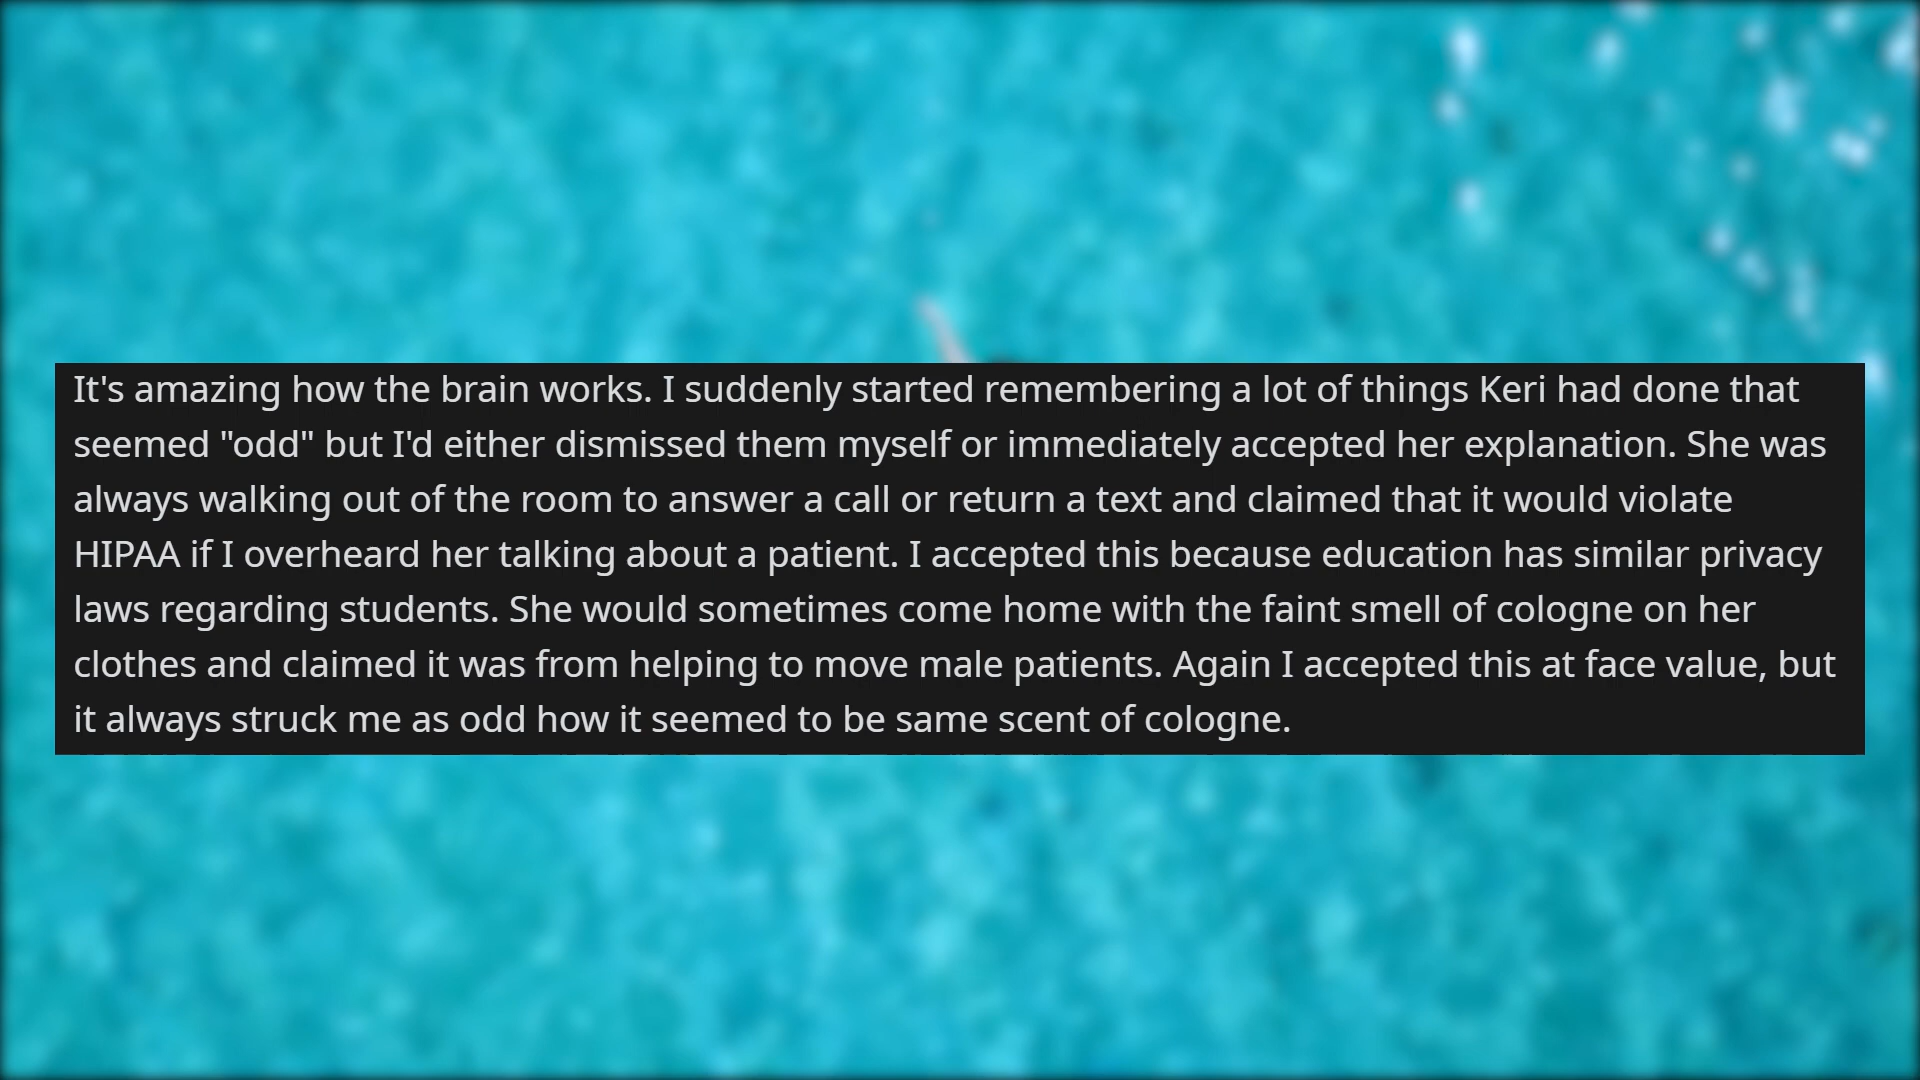 It's amazing how the brain works. I suddenly started remembering a lot of things Keri had done that
seemed "odd" but I'd either dismissed them myself or immediately accepted her explanation. She was
always walking out of the room to answer a call or return a text and claimed that it would violate
HIPAA if I overheard her talking about a patient. I accepted this because education has similar privacy
laws regarding students. She would sometimes come home with the faint smell of cologne on her
clothes and claimed it was from helping to move male patients. Again I accepted this at face value, but
it always struck me as odd how it seemed to be same scent of cologne.